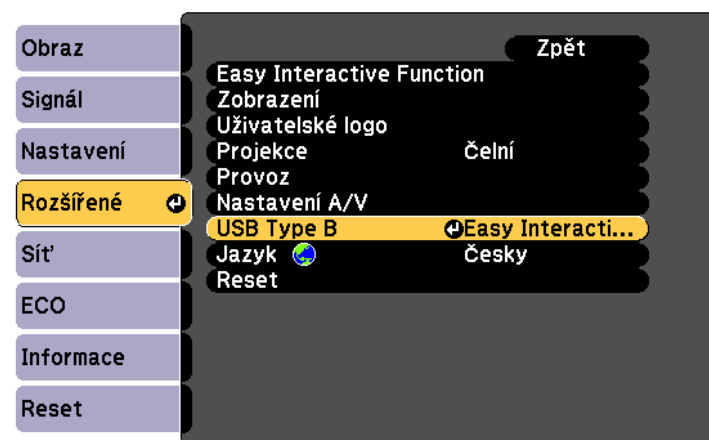 Obraz
Signál
Nastavení
Rozšířené
Síť
ECO
Informace
Reset
Zpět
Easy Interactive Function
Zobrazení
Uživatelské logo
Projekce Čelní
Provoz
Nastavení A/V
USB Type B Easy Interacti...
Jazyk Česky
Reset